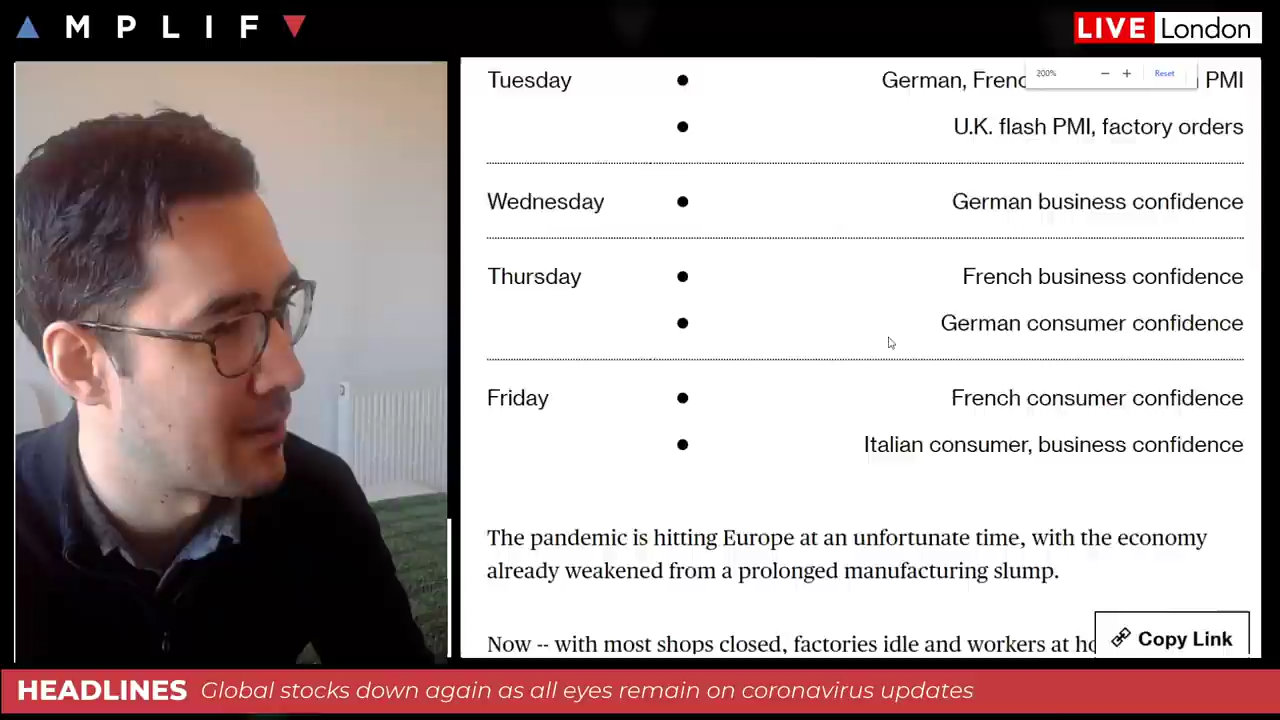 MPLIF
LIVE London
Tuesday ● German, Fren PMI
200% − + Reset
● U.K. flash PMI, factory orders
Wednesday ● German business confidence
Thursday ● French business confidence
● German consumer confidence
Friday ● French consumer confidence
● Italian consumer, business confidence
The pandemic is hitting Europe at an unfortunate time, with the economy
already weakened from a prolonged manufacturing slump.
Now -- with most shops closed, factories idle and workers at
Copy Link
HEADLINES Global stocks down again as all eyes remain on coronavirus updates